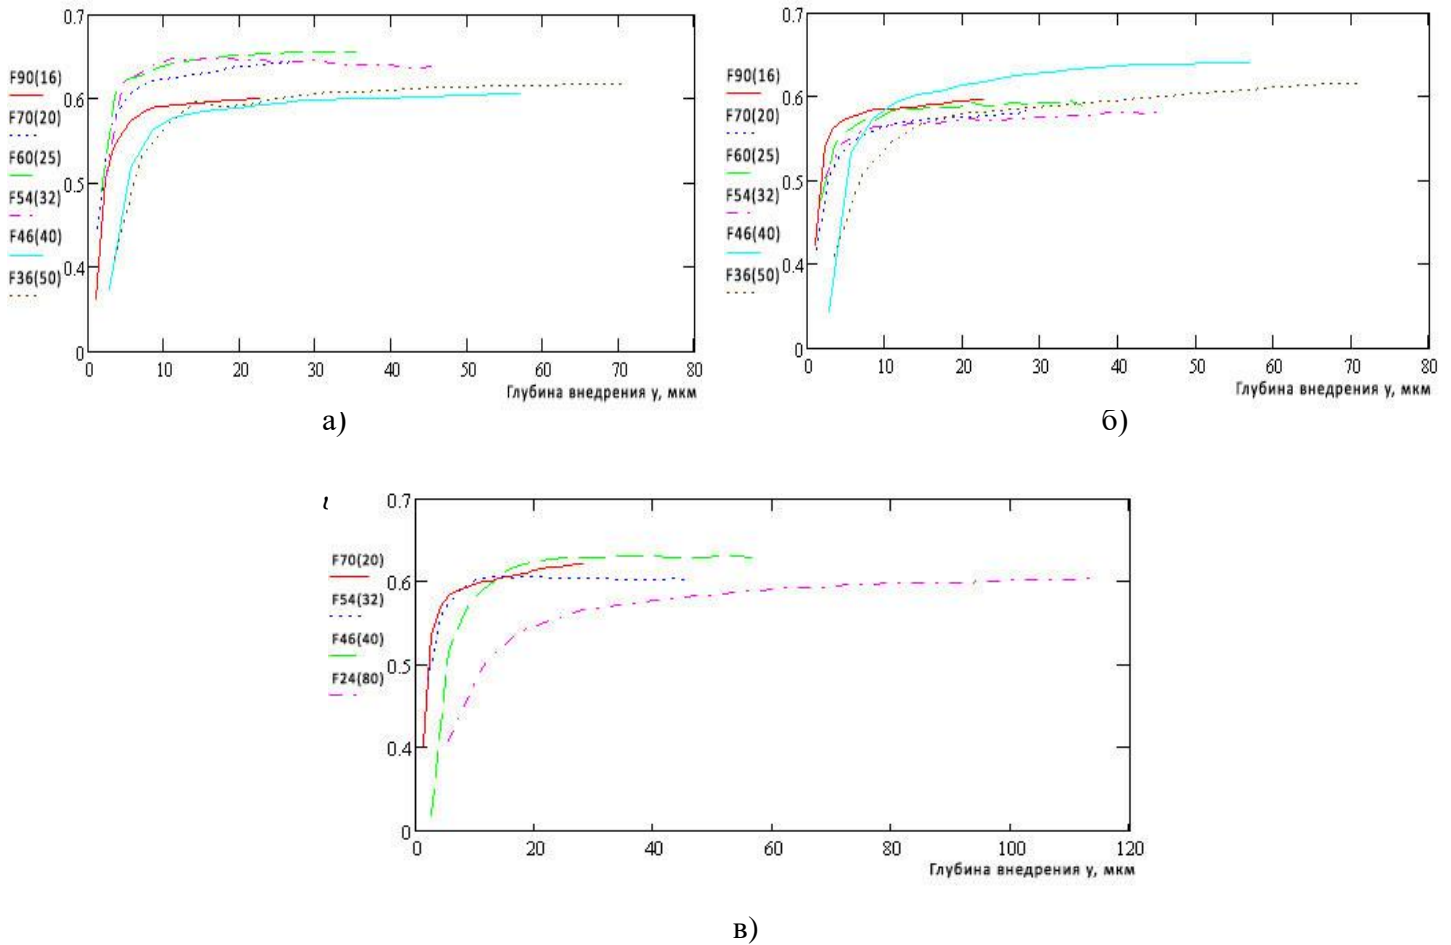 0.7
0.6
0.5
0.4
0
F90(16)
F70(20)
F60(25)
F54(32)
F46(40)
F36(50)
0 10 20 30 40 50 60 70 80
Глубина внедрения y, мкм
а)
0.7
0.6
0.5
0.4
0
F90(16)
F70(20)
F60(25)
F54(32)
F46(40)
F36(50)
0 10 20 30 40 50 60 70 80
Глубина внедрения y, мкм
б)
0.7
0.6
0.5
0.4
0
F70(20)
F54(32)
F46(40)
F24(80)
0 20 40 60 80 100 120
Глубина внедрения y, мкм
в)